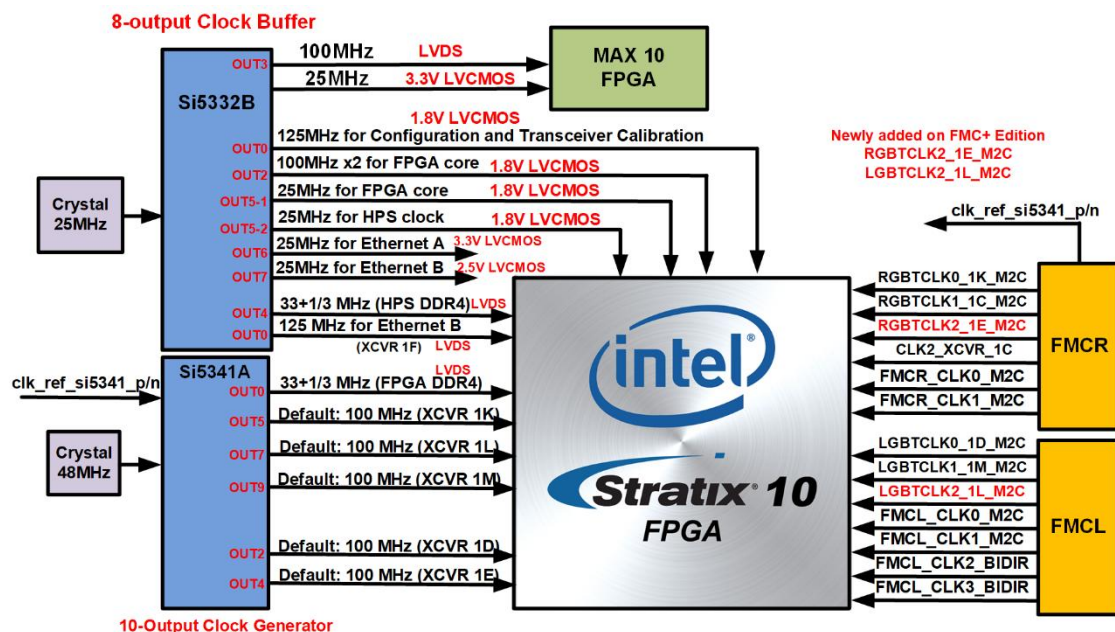 8-output Clock Buffer
Si5332B
Crystal
25MHz
OUT3
100MHz
LVDS
25MHz
3.3V LVCMOS
MAX 10
FPGA
1.8V LVCMOS
OUT0
125MHz for Configuration and Transceiver Calibration
OUT2
100MHz x2 for FPGA core
1.8V LVCMOS
OUT5-1
25MHz for FPGA core
1.8V LVCMOS
OUT5-2
25MHz for HPS clock
1.8V LVCMOS
OUT6
25MHz for Ethernet A
3.3V LVCMOS
OUT7
25MHz for Ethernet B
2.5V LVCMOS
OUT4
33+1/3 MHz (HPS DDR4)
LVDS
OUT0
125 MHz for Ethernet B
(XCVR 1F)
LVDS
Si5341A
clk_ref_si5341_p/n
Crystal
48MHz
LVDS
OUT0
33+1/3 MHz (FPGA DDR4)
OUT5
Default: 100 MHz (XCVR 1K)
OUT7
Default: 100 MHz (XCVR 1L)
OUT9
Default: 100 MHz (XCVR 1M)
OUT2
Default: 100 MHz (XCVR 1D)
OUT4
Default: 100 MHz (XCVR 1E)
10-Output Clock Generator
intel®
Stratix® 10
FPGA
Newly added on FMC+ Edition
RGBTCLK2_1E_M2C
LGBTCLK2_1L_M2C
clk_ref_si5341_p/n
FMCR
RGBTCLK0_1K_M2C
RGBTCLK1_1C_M2C
RGBTCLK2_1E_M2C
CLK2_XCVR_1C
FMCR_CLK0_M2C
FMCR_CLK1_M2C
FMCL
LGBTCLK0_1D_M2C
LGBTCLK1_1M_M2C
LGBTCLK2_1L_M2C
FMCL_CLK0_M2C
FMCL_CLK1_M2C
FMCL_CLK2_BIDIR
FMCL_CLK3_BIDIR